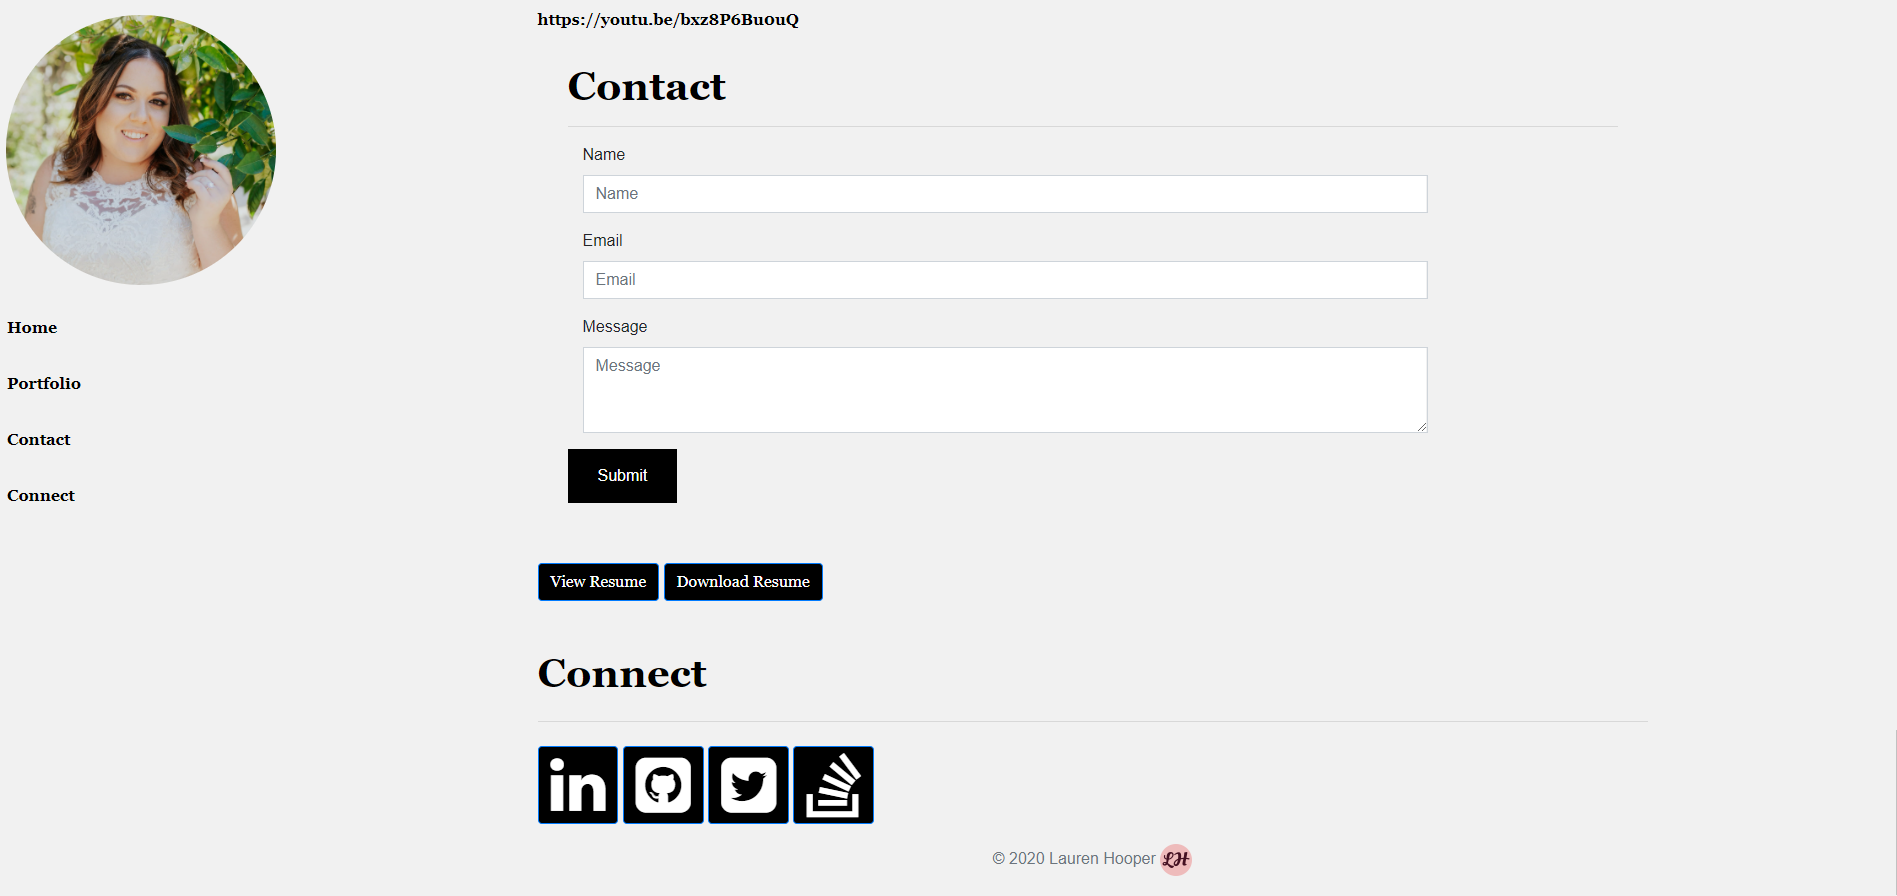 https://youtu.be/bxz8P6Bu0uQ
Home
Portfolio
Contact
Connect
Contact
Name
Name
Email
Email
Message
Message
Submit
View Resume Download Resume
Connect
in
© 2020 Lauren Hooper LH